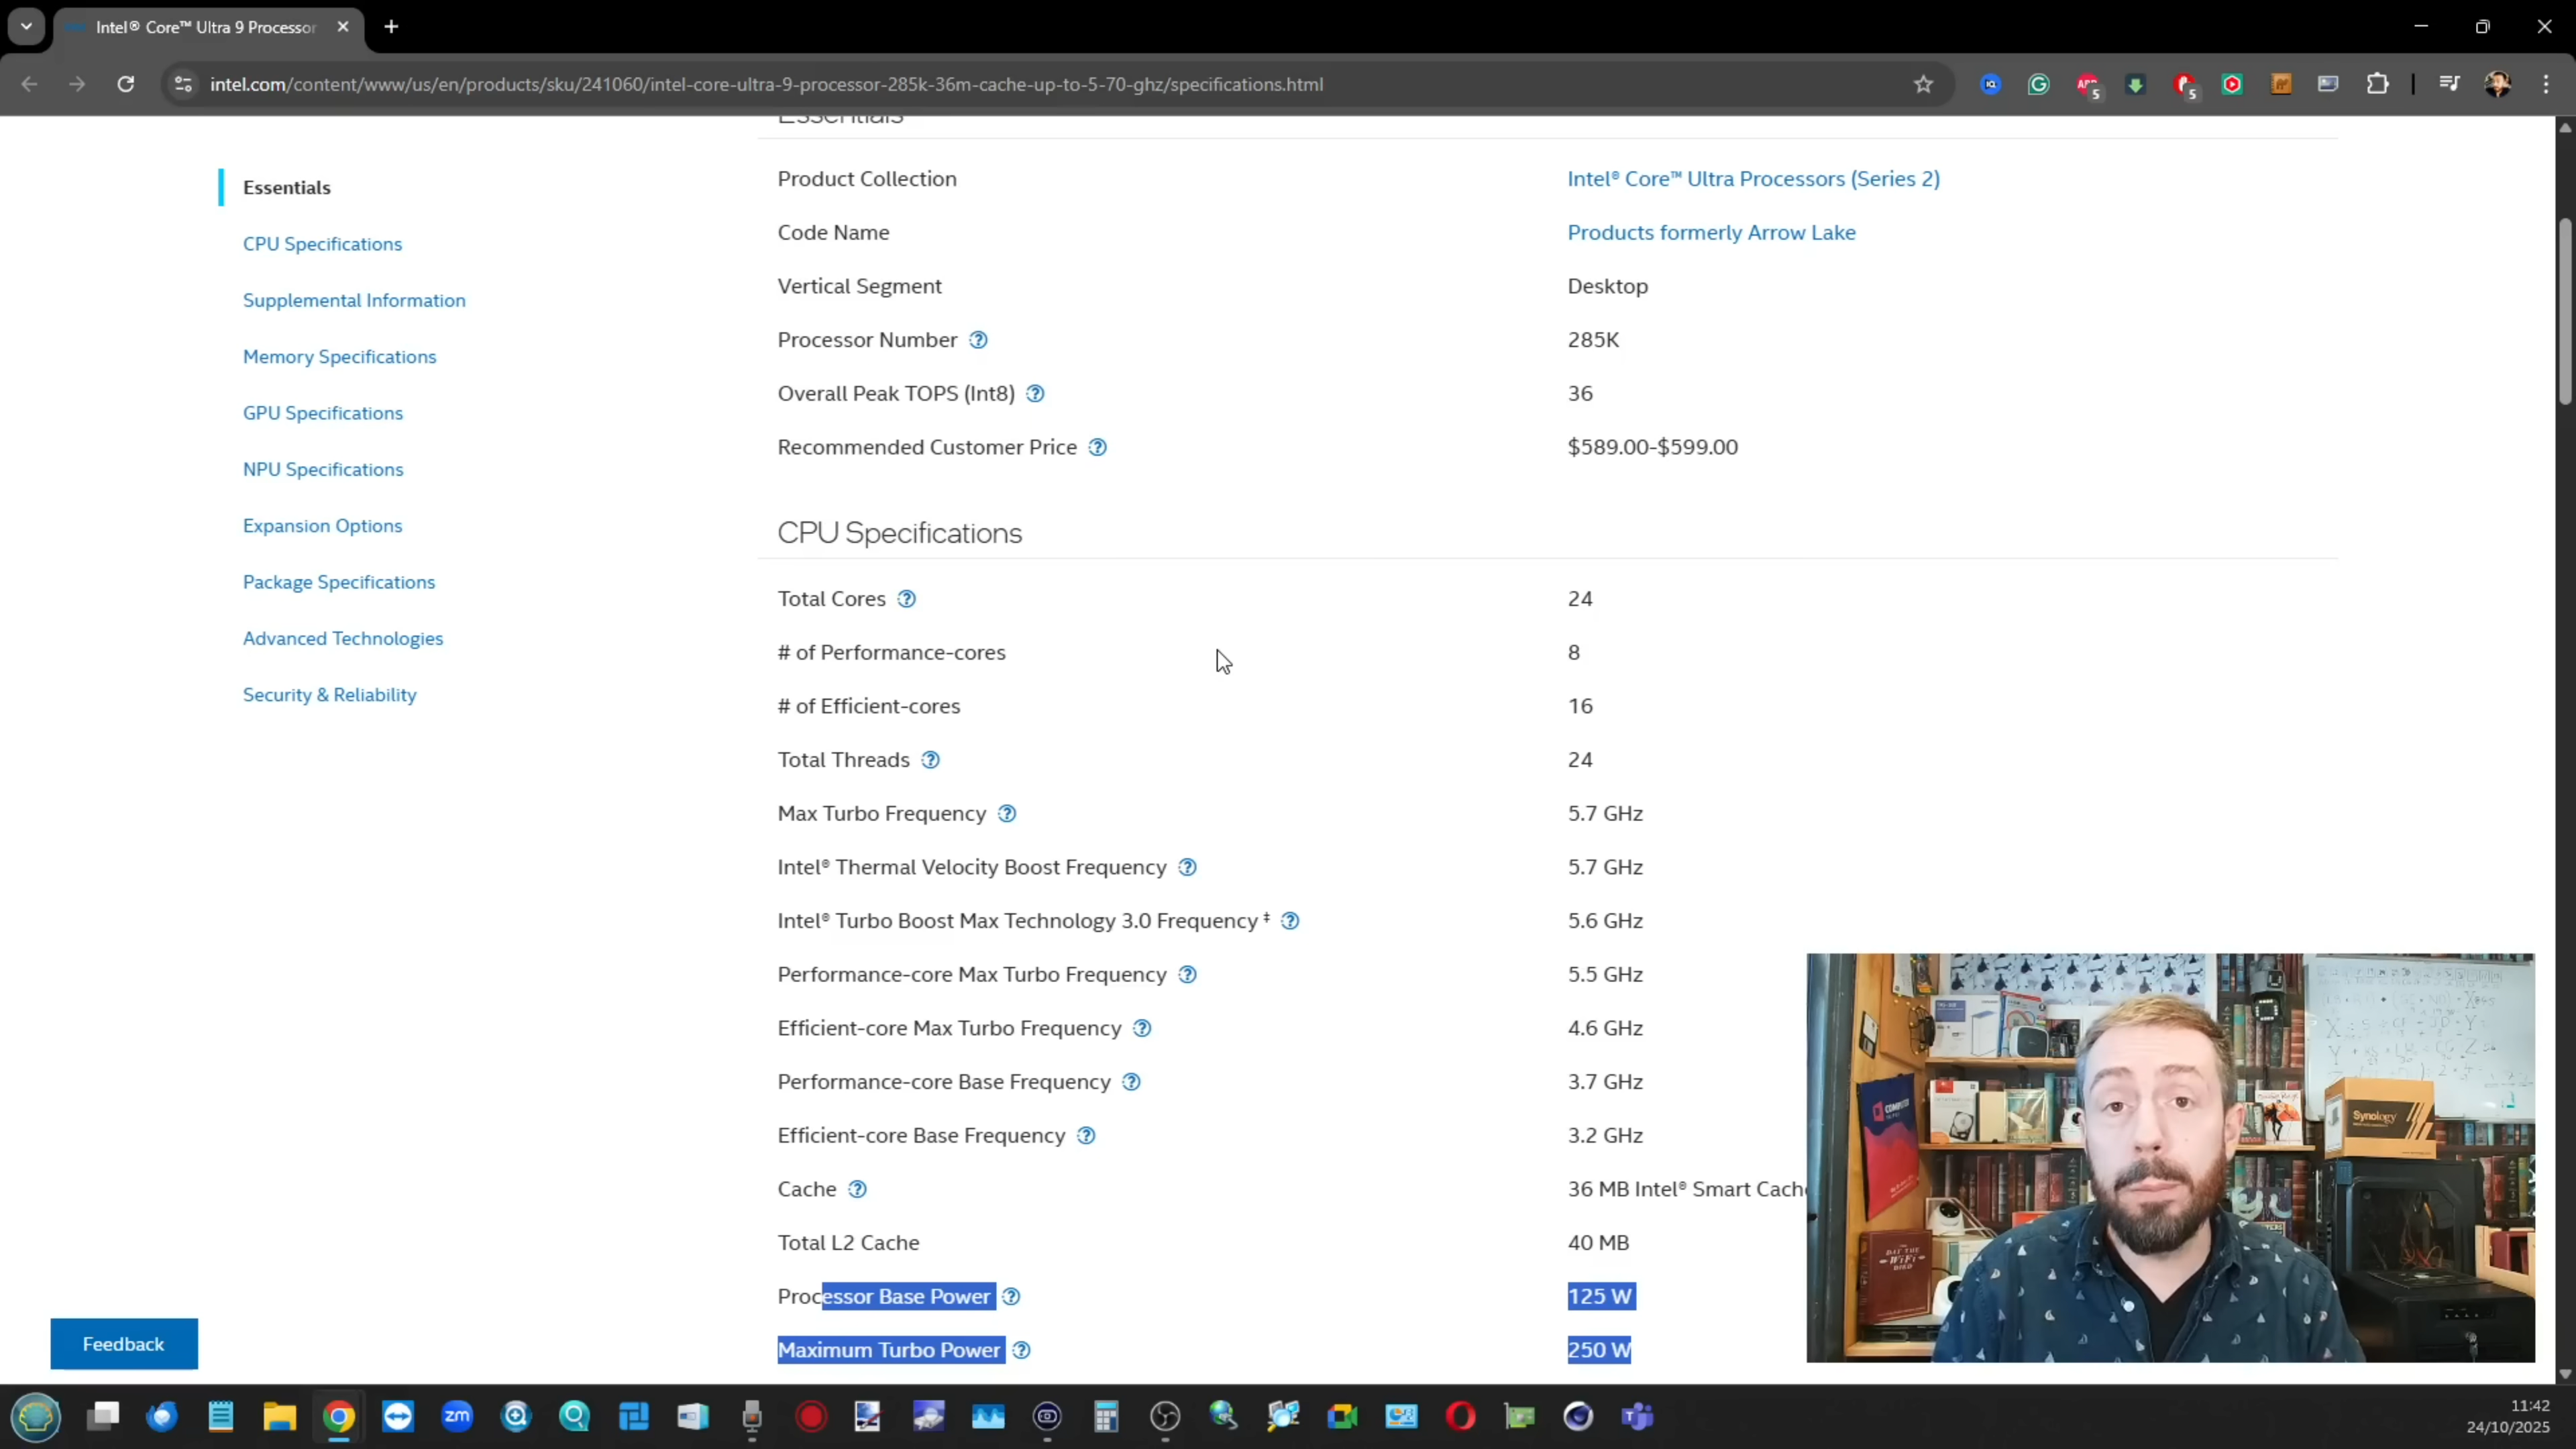 Intel® Core™ Ultra 9 Processor
intel.com/content/www/us/en/products/sku/241060/intel-core-ultra-9-processor-285k-36m-cache-up-to-5-70-ghz/specifications.html
Essentials
Essentials
CPU Specifications
Supplemental Information
Memory Specifications
GPU Specifications
NPU Specifications
Expansion Options
Package Specifications
Advanced Technologies
Security & Reliability
Product Collection Intel® Core™ Ultra Processors (Series 2)
Code Name Products formerly Arrow Lake
Vertical Segment Desktop
Processor Number 285K
Overall Peak TOPS (Int8) 36
Recommended Customer Price $589.00-$599.00
CPU Specifications
Total Cores 24
# of Performance-cores 8
# of Efficient-cores 16
Total Threads 24
Max Turbo Frequency 5.7 GHz
Intel® Thermal Velocity Boost Frequency 5.7 GHz
Intel® Turbo Boost Max Technology 3.0 Frequency ‡ 5.6 GHz
Performance-core Max Turbo Frequency 5.5 GHz
Efficient-core Max Turbo Frequency 4.6 GHz
Performance-core Base Frequency 3.7 GHz
Efficient-core Base Frequency 3.2 GHz
Cache 36 MB Intel® Smart Cache
Total L2 Cache 40 MB
Processor Base Power 125 W
Maximum Turbo Power 250 W
Feedback
Synology
DAY THE
WiFi
DIED
zm
11:42
24/10/2025